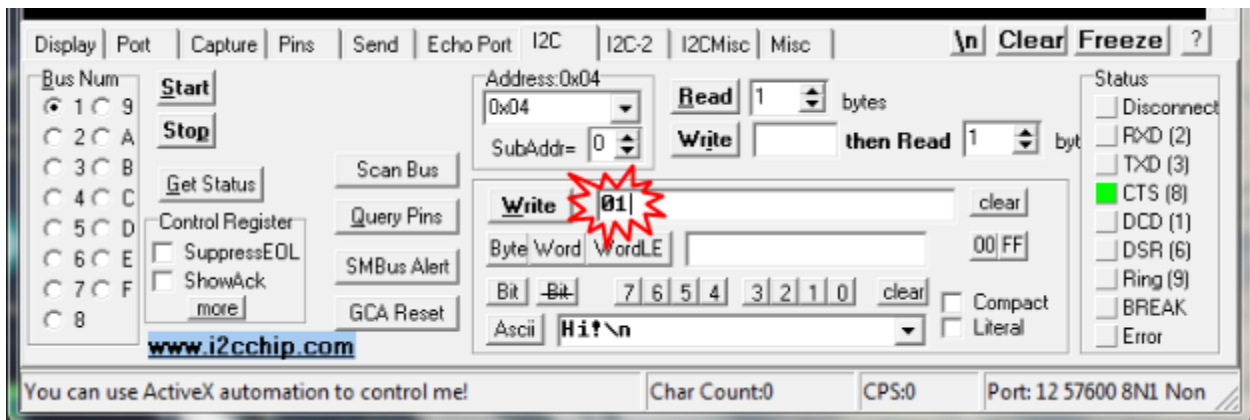 Display Port Capture Pins Send Echo Port I2C I2C-2 I2CMisc Misc \n Clear Freeze ?
Bus Num
1 9
2 A
3 B
4 C
5 D
6 E
7 F
8
Start
Stop
Get Status
Control Register
SuppressEOL
ShowAck
more
www.i2cchip.com
Scan Bus
Query Pins
SMBus Alert
GCA Reset
Address:0x04
0x04
SubAddr= 0
Read 1 bytes
Write then Read 1 byt
Write 01 clear
Byte Word WordLE 00 FF
Bit Bit 7 6 5 4 3 2 1 0 clear
Ascii Hi!\n
Compact
Literal
Status
Disconnect
RXD (2)
TXD (3)
CTS (8)
DCD (1)
DSR (6)
Ring (9)
BREAK
Error
You can use ActiveX automation to control me! Char Count:0 CPS:0 Port: 12 57600 8N1 Non